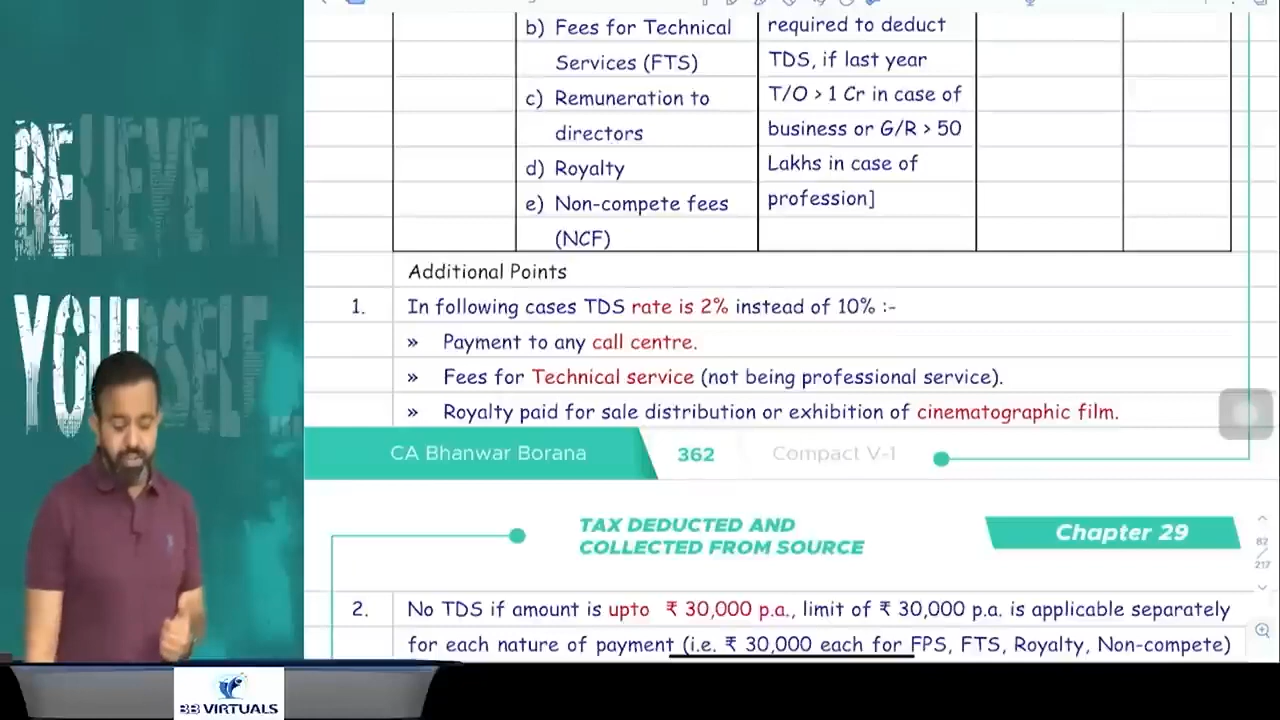 BELIEVE IN
YOURSELF
b) Fees for Technical
Services (FTS)
c) Remuneration to
directors
d) Royalty
e) Non-compete fees
(NCF)
required to deduct
TDS, if last year
T/O > 1 Cr in case of
business or G/R > 50
Lakhs in case of
profession]
Additional Points
1. In following cases TDS rate is 2% instead of 10% :-
» Payment to any call centre.
» Fees for Technical service (not being professional service).
» Royalty paid for sale distribution or exhibition of cinematographic film.
CA Bhanwar Borana 362 Compact V-1
TAX DEDUCTED AND
COLLECTED FROM SOURCE
Chapter 29
82
/
217
2. No TDS if amount is upto ₹ 30,000 p.a., limit of ₹ 30,000 p.a. is applicable separately
for each nature of payment (i.e. ₹ 30,000 each for FPS, FTS, Royalty, Non-compete)
BB VIRTUALS